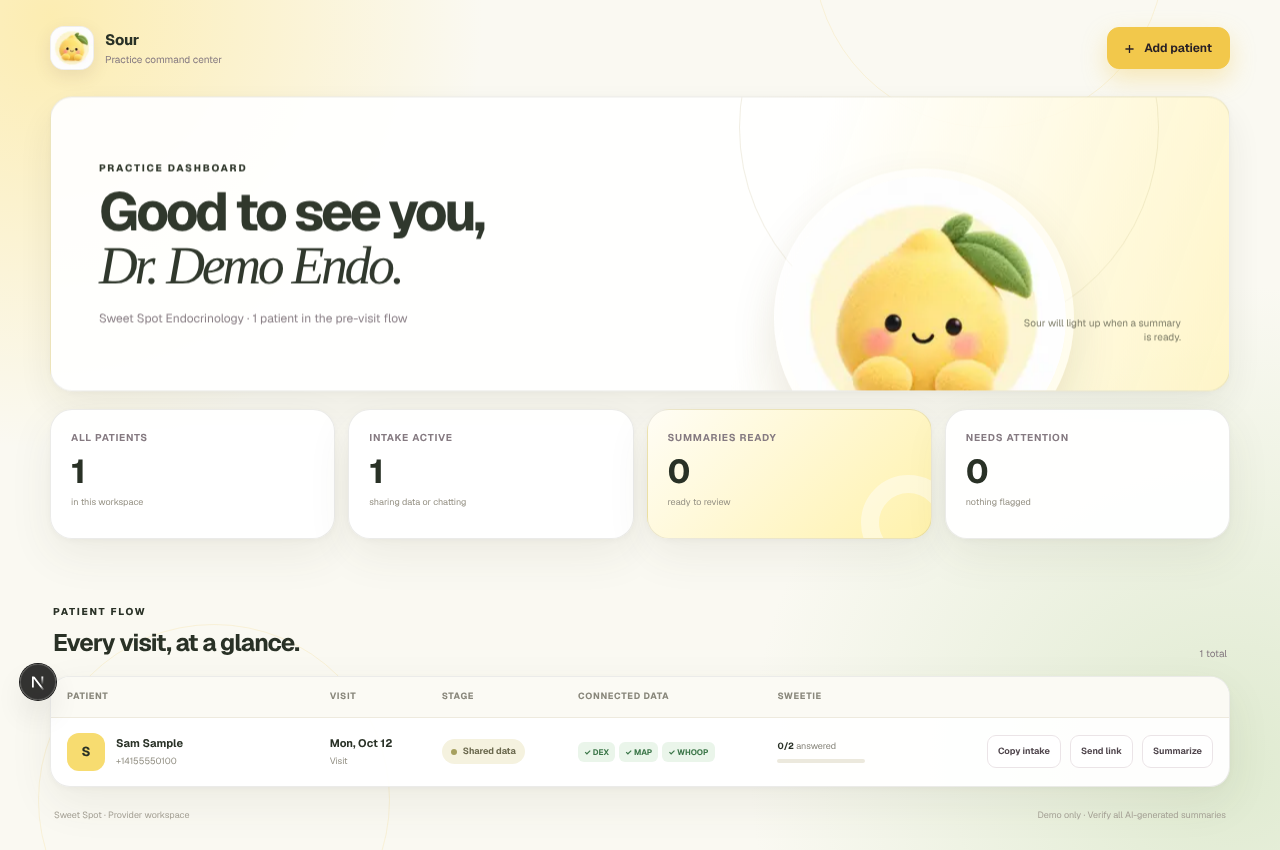 Sour
Practice command center
+ Add patient
PRACTICE DASHBOARD
Good to see you,
Dr. Demo Endo.
Sweet Spot Endocrinology · 1 patient in the pre-visit flow
Sour will light up when a summary
is ready.
ALL PATIENTS
1
in this workspace
INTAKE ACTIVE
1
sharing data or chatting
SUMMARIES READY
0
ready to review
NEEDS ATTENTION
0
nothing flagged
PATIENT FLOW
Every visit, at a glance.
1 total
N
PATIENT VISIT STAGE CONNECTED DATA SWEETIE
S
Sam Sample
+14155550100
Mon, Oct 12
Visit
Shared data
✓ DEX ✓ MAP ✓ WHOOP
0/2 answered
Copy intake Send link Summarize
Sweet Spot · Provider workspace
Demo only · Verify all AI-generated summaries